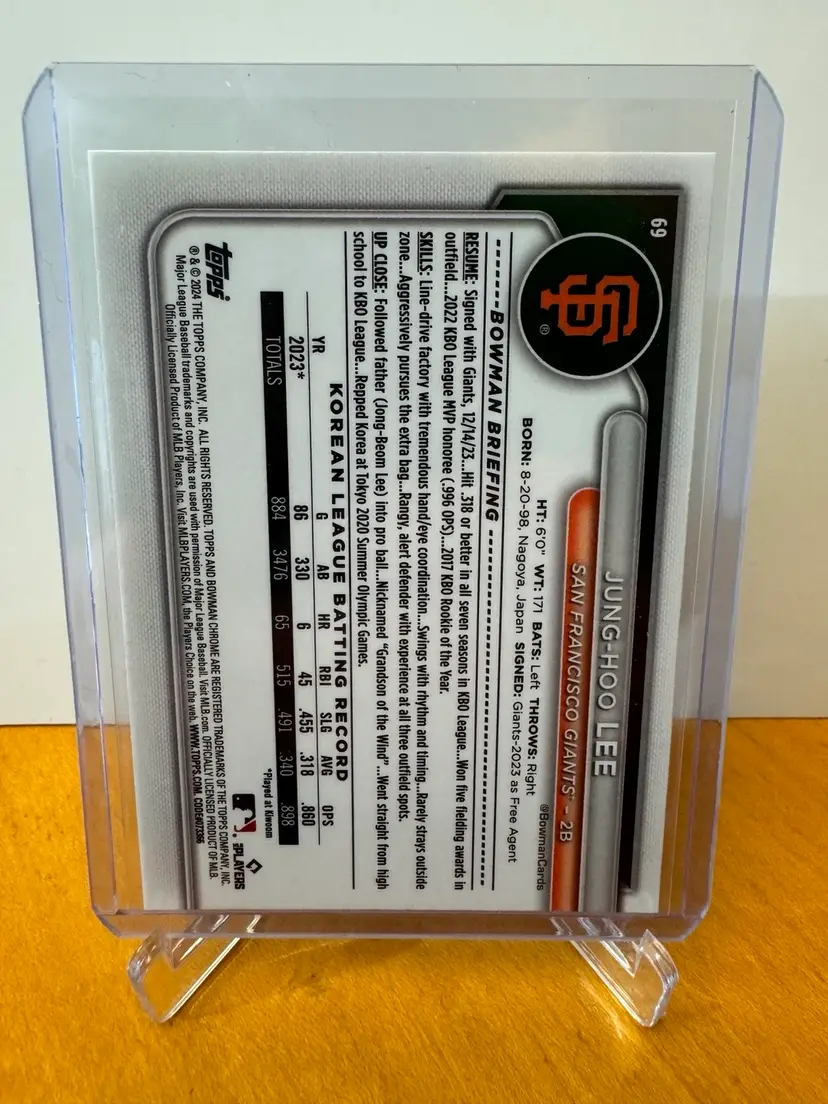 69
JUNG-HOO LEE
SAN FRANCISCO GIANTS® – 2B
SF
®
@BowmanCards
HT: 6'0" WT: 171 BATS: Left THROWS: Right
BORN: 8-20-98, Nagoya, Japan SIGNED: Giants-2023 as Free Agent
BOWMAN BRIEFING
RESUME: Signed with Giants, 12/14/23...Hit .318 or better in all seven seasons in KBO League...Won five fielding awards in
outfield...2022 KBO League MVP honoree (.996 OPS)...2017 KBO Rookie of the Year.
SKILLS: Line-drive factory with tremendous hand/eye coordination...Swings with rhythm and timing...Rarely strays outside
zone...Aggressively pursues the extra bag...Rangy, alert defender with experience at all three outfield spots.
UP CLOSE: Followed father (Jong-Beom Lee) into pro ball...Nicknamed "Grandson of the Wind"...Went straight from high
school to KBO League...Repped Korea at Tokyo 2020 Summer Olympic Games.
KOREAN LEAGUE BATTING RECORD
YR G AB HR RBI SLG AVG OPS
2023* 86 330 6 45 .455 .318 .860
TOTALS 884 3476 65 515 .491 .340 .898
*Played at Kiwoom
topps
® & © 2024 THE TOPPS COMPANY, INC. ALL RIGHTS RESERVED. TOPPS AND BOWMAN CHROME ARE REGISTERED TRADEMARKS OF THE TOPPS COMPANY, INC.
Major League Baseball trademarks and copyrights are used with permission of Major League Baseball. Visit MLB.com. OFFICIALLY LICENSED PRODUCT OF MLB
Officially Licensed Product of MLB Players, Inc. Visit MLBPLAYERS.COM, the Players Choice on the web. WWW.TOPPS.COM. CODE#073366
PLAYERS